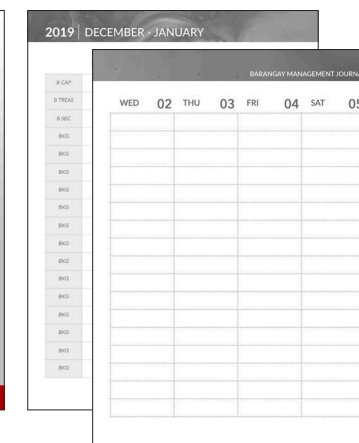 2019 | DECEMBER - JANUARY
B CAP
B TREAS
B SEC
BKG
BKG
BKG
BKG
BKG
BKG
BKG
BKG
BKG
BKG
BKG
BKG
BKG
BKG
BARANGAY MANAGEMENT JOURNA
WED 02 THU 03 FRI 04 SAT 05